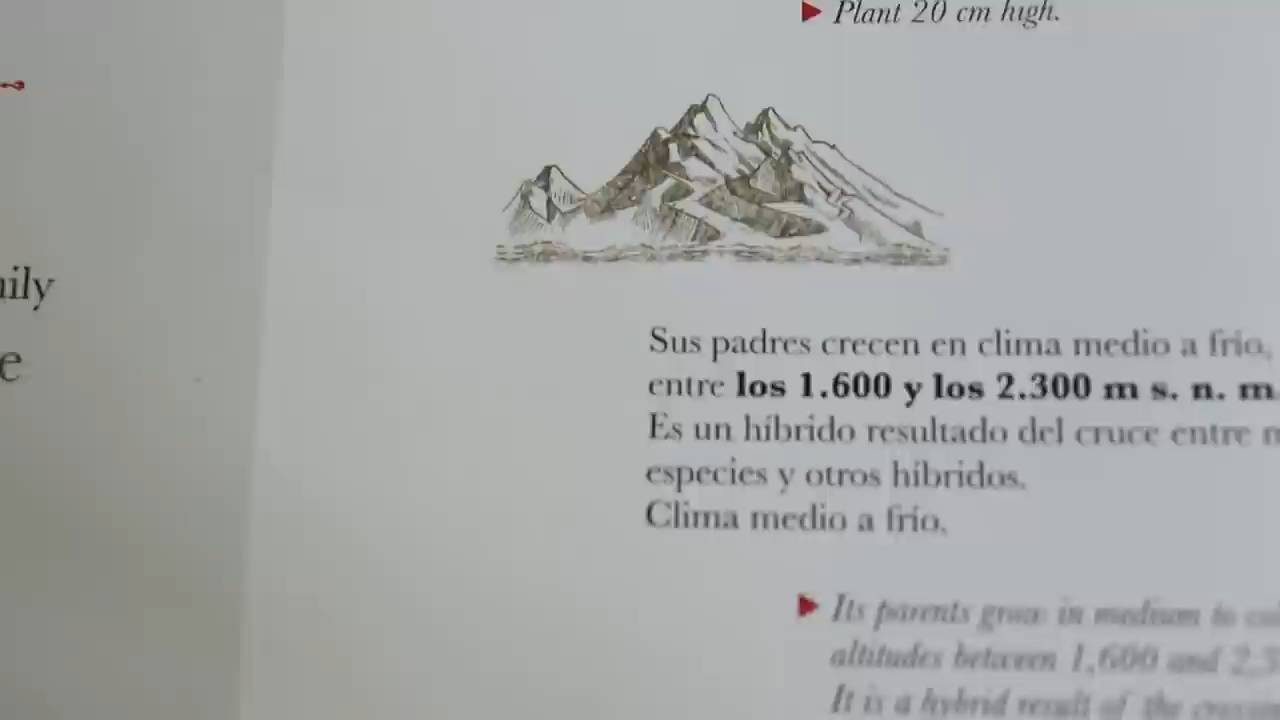 Plant 20 cm high.
ily
e
Sus padres crecen en clima medio a frío,
entre los 1.600 y los 2.300 m s. n. m
Es un híbrido resultado del cruce entre
especies y otros híbridos.
Clima medio a frío.
Its parents grow in medium to
altitudes between 1,600 and
It is a hybrid result of the